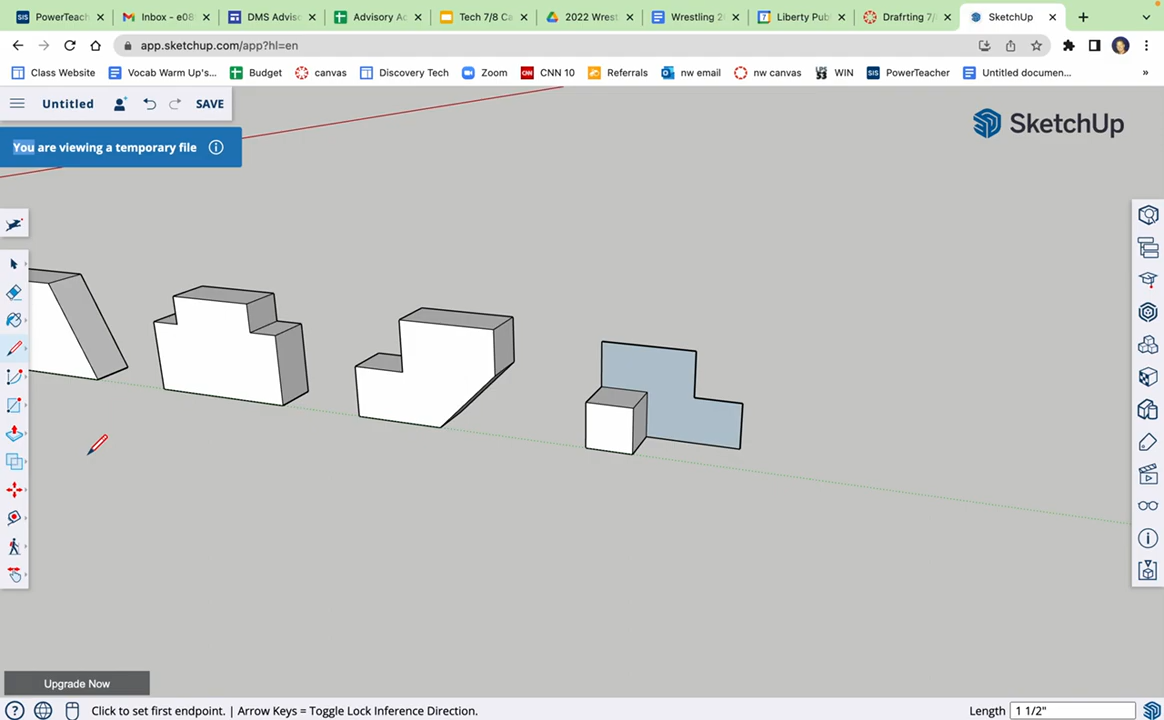 PowerTeach
Inbox - e08
DMS Adviso
Advisory Ac
Tech 7/8 Ca
2022 Wrest
Wrestling 2
Liberty Pub
Drafrting 7/
SketchUp
app.sketchup.com/app?hl=en
Class Website
Vocab Warm Up's...
Budget
canvas
Discovery Tech
Zoom
CNN 10
Referrals
nw email
nw canvas
WIN
PowerTeacher
Untitled documen...
»
Untitled
SAVE
SketchUp
You are viewing a temporary file
Upgrade Now
Click to set first endpoint. | Arrow Keys = Toggle Lock Inference Direction.
Length 1 1/2"